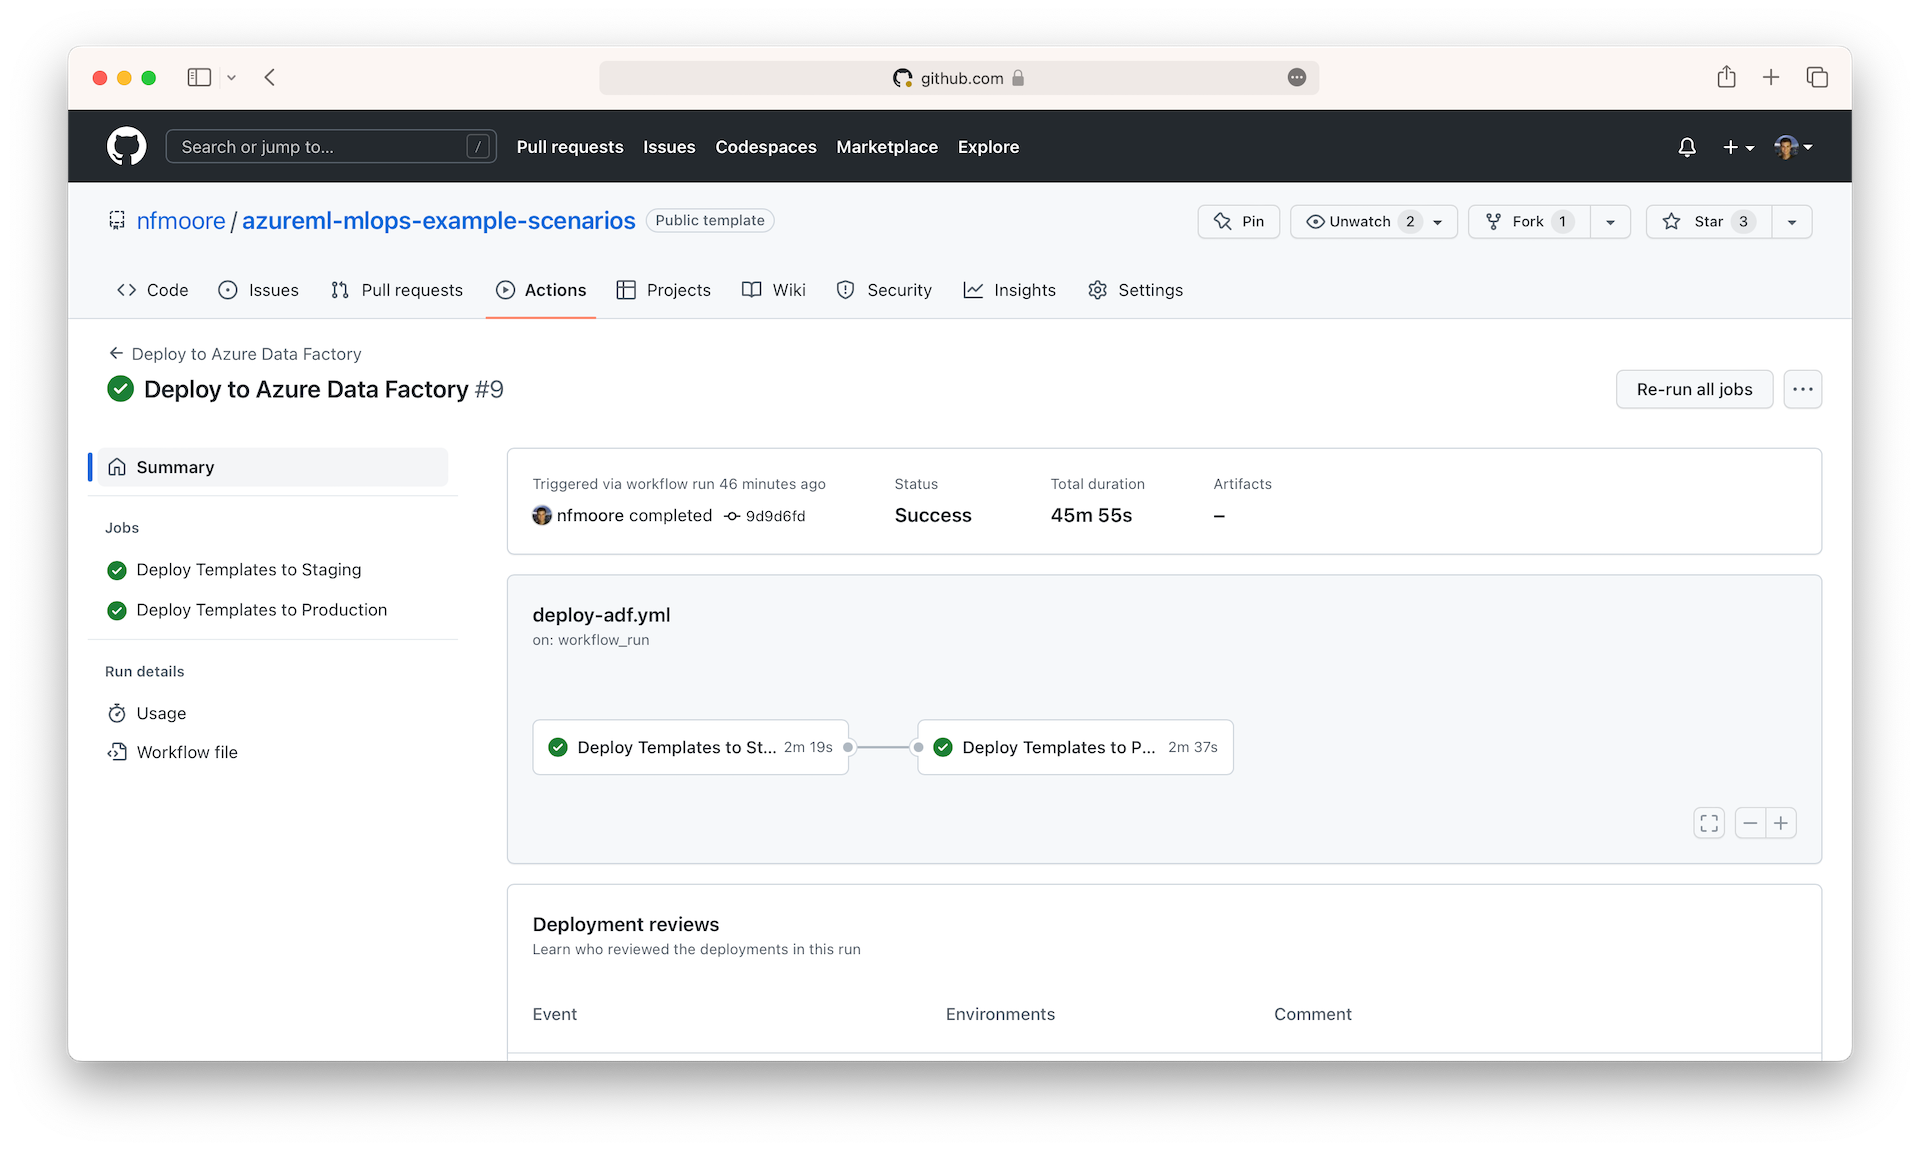 github.com
Search or jump to... /
Pull requests Issues Codespaces Marketplace Explore
nfmoore / azureml-mlops-example-scenarios Public template
Pin Unwatch 2 Fork 1 Star 3
Code Issues Pull requests Actions Projects Wiki Security Insights Settings
Deploy to Azure Data Factory
Deploy to Azure Data Factory #9
Re-run all jobs
Summary
Jobs
Deploy Templates to Staging
Deploy Templates to Production
Run details
Usage
Workflow file
Triggered via workflow run 46 minutes ago
nfmoore completed 9d9d6fd
Status
Success
Total duration
45m 55s
Artifacts
–
deploy-adf.yml
on: workflow_run
Deploy Templates to St... 2m 19s
Deploy Templates to P... 2m 37s
Deployment reviews
Learn who reviewed the deployments in this run
Event Environments Comment